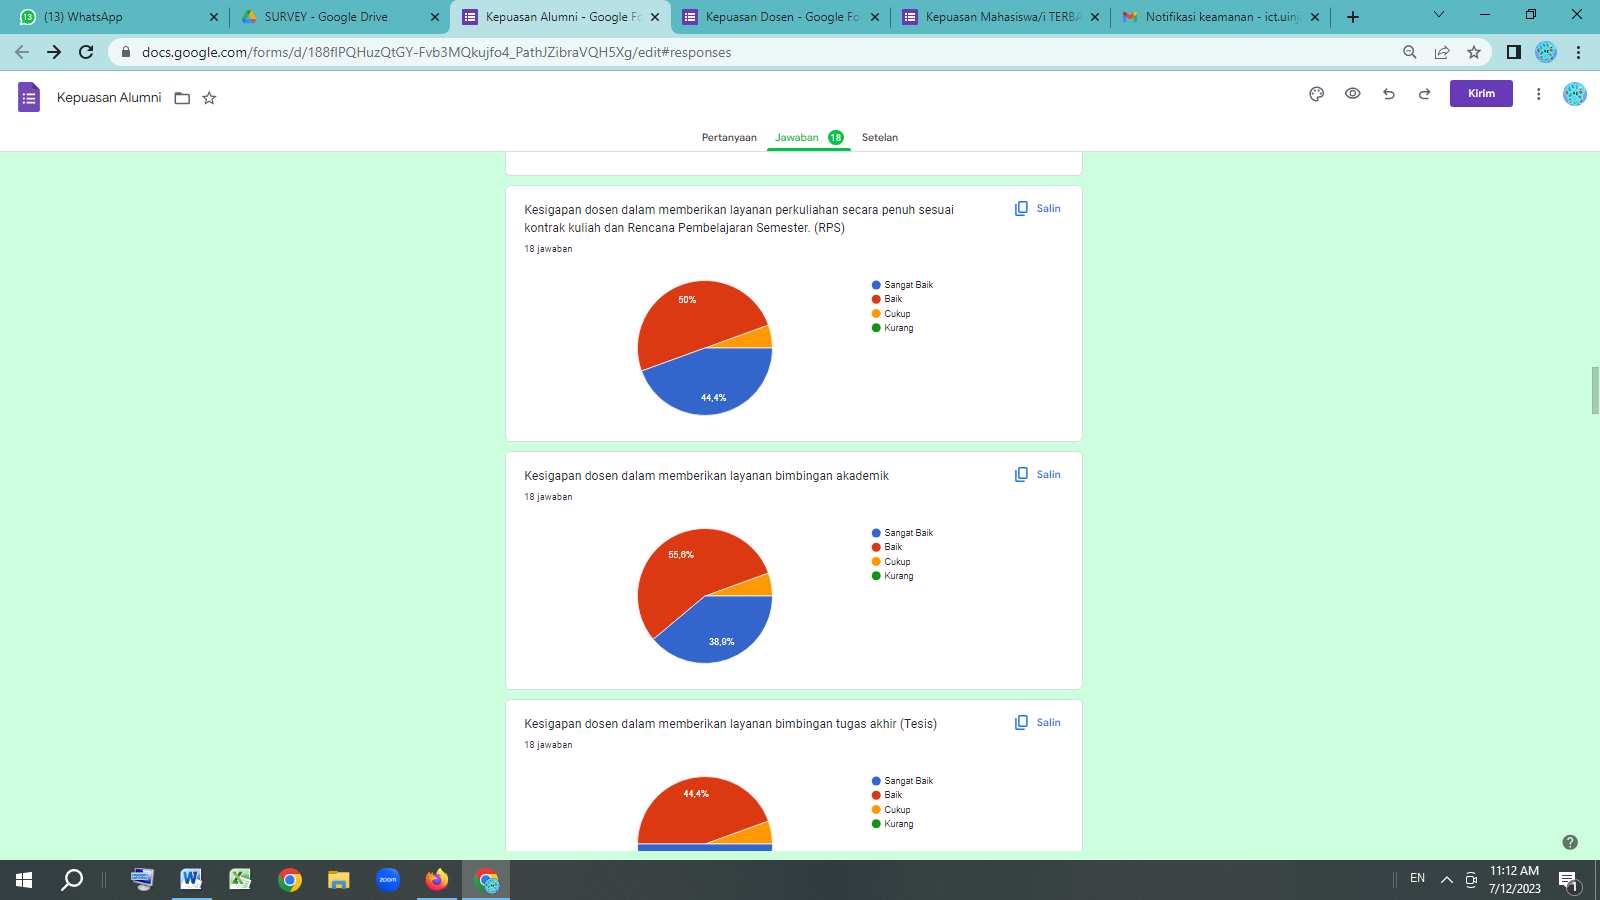 (13) WhatsApp
SURVEY - Google Drive
Kepuasan Alumni - Google Fo
Kepuasan Dosen - Google Fo
Kepuasan Mahasiswa/i TERBA
Notifikasi keamanan - ict.uinj
docs.google.com/forms/d/188flPQHuzQtGY-Fvb3MQkujfo4_PathJZibraVQH5Xg/edit#responses
Kepuasan Alumni
Kirim
Pertanyaan
Jawaban 18
Setelan
Kesigapan dosen dalam memberikan layanan perkuliahan secara penuh sesuai
kontrak kuliah dan Rencana Pembelajaran Semester. (RPS)
Salin
18 jawaban
50%
44,4%
Sangat Baik
Baik
Cukup
Kurang
Kesigapan dosen dalam memberikan layanan bimbingan akademik
Salin
18 jawaban
55,6%
38,9%
Sangat Baik
Baik
Cukup
Kurang
Kesigapan dosen dalam memberikan layanan bimbingan tugas akhir (Tesis)
Salin
18 jawaban
44,4%
Sangat Baik
Baik
Cukup
Kurang
zoom
EN
11:12 AM
7/12/2023
1